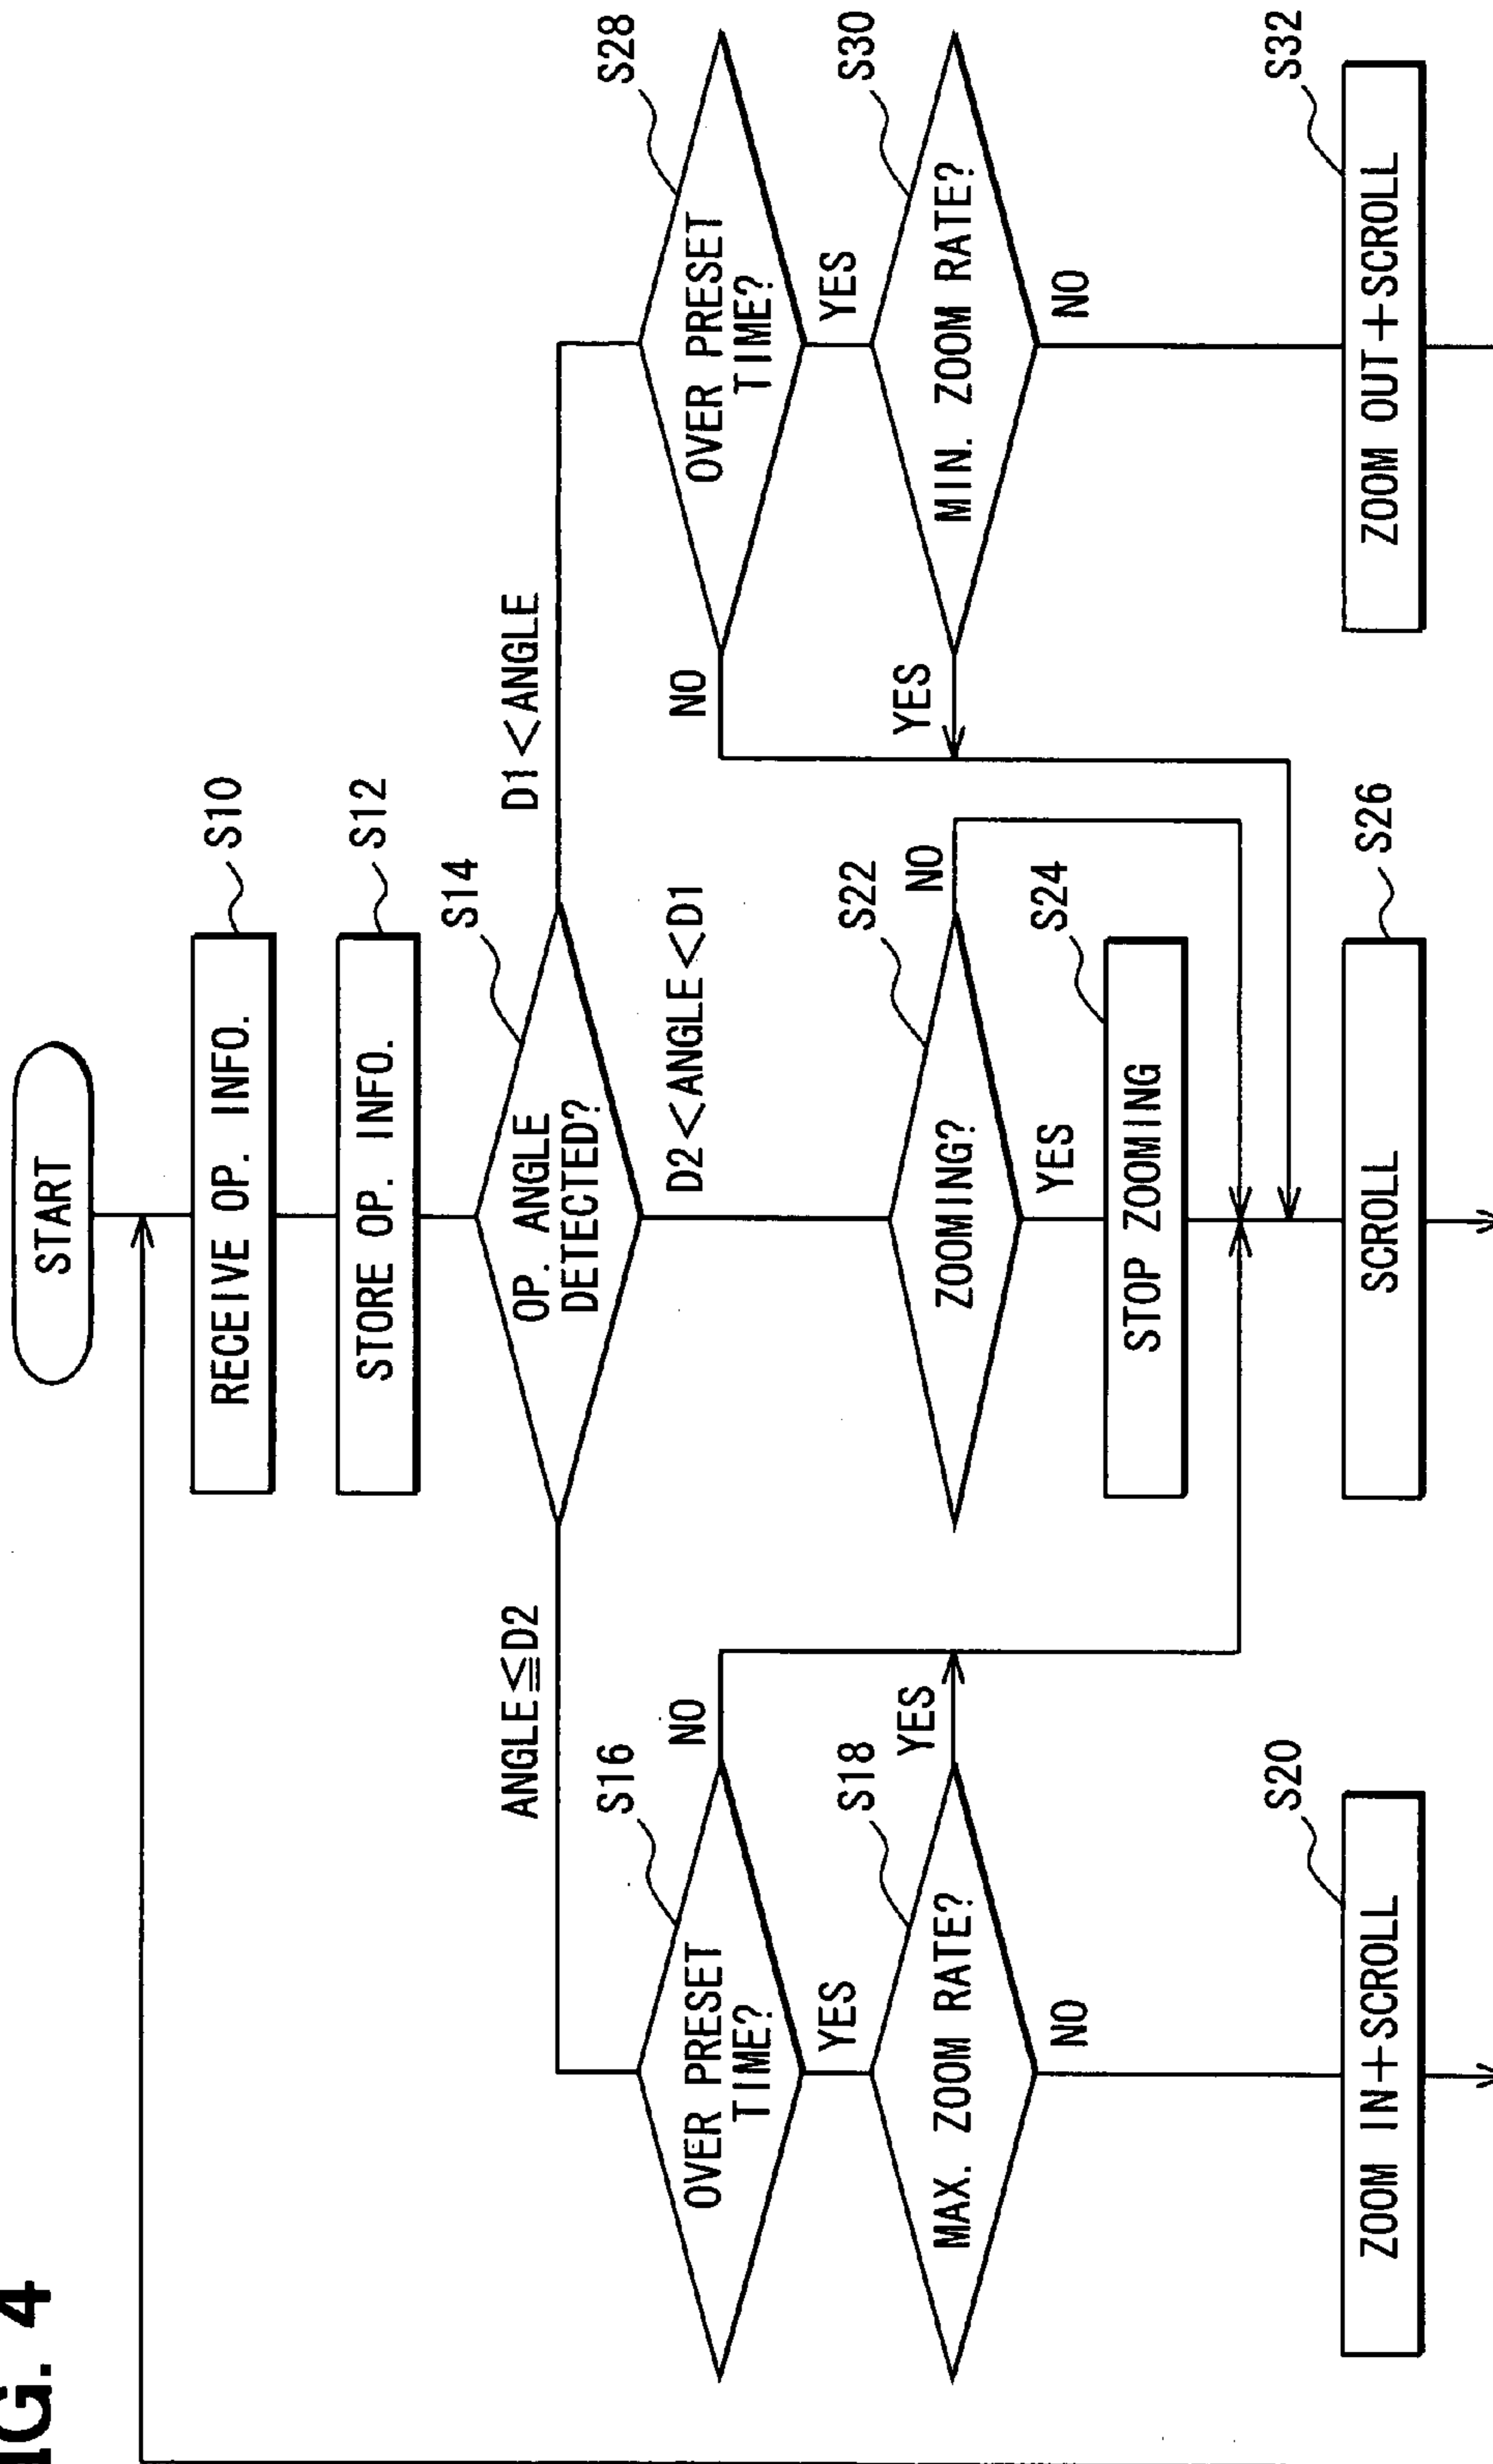 IG. 4
START
RECEIVE OP. INFO.
S10
STORE OP. INFO.
S12
OP. ANGLE
DETECTED?
S14
ANGLE≦D2
D2<ANGLE<D1
D1<ANGLE
OVER PRESET
TIME?
S16
NO
YES
MAX. ZOOM RATE?
S18
YES
NO
ZOOM IN+SCROLL
S20
ZOOMING?
S22
NO
YES
STOP ZOOMING
S24
SCROLL
S26
OVER PRESET
TIME?
S28
NO
YES
MIN. ZOOM RATE?
S30
YES
NO
ZOOM OUT+SCROLL
S32